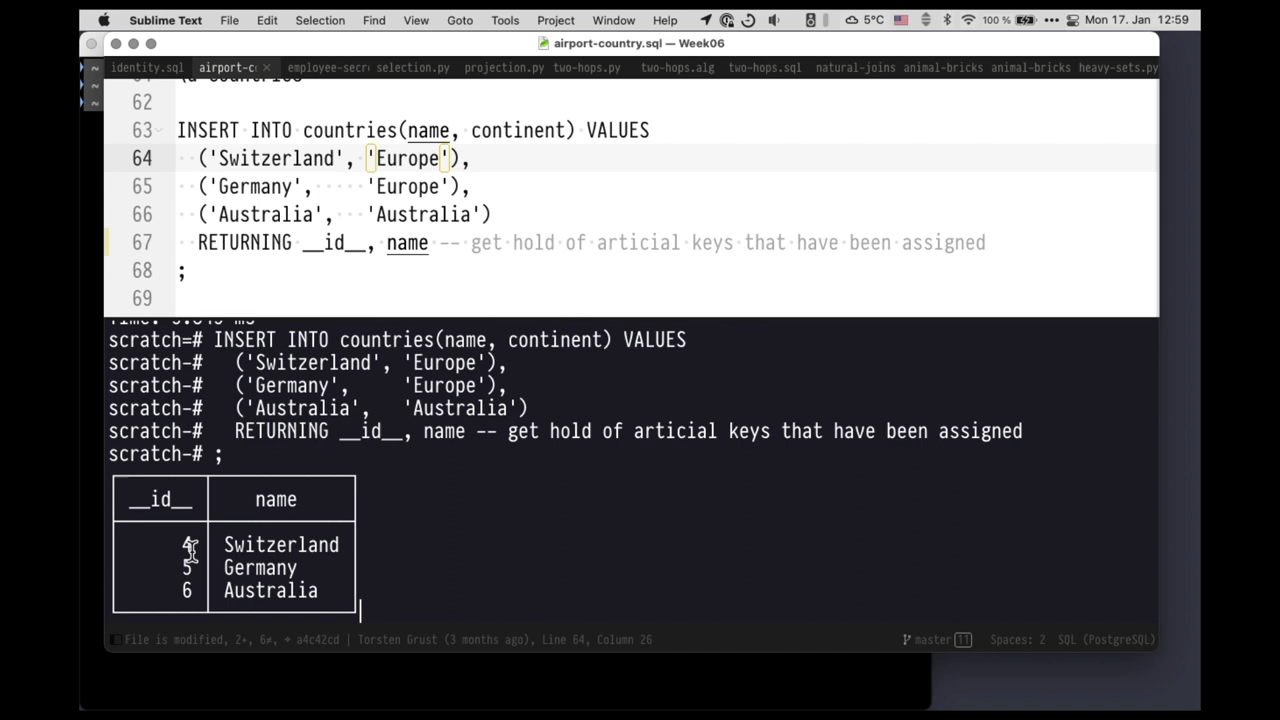 Sublime Text File Edit Selection Find View Goto Tools Project Window Help 5°C 100 % Mon 17. Jan 12:59
airport-country.sql — Week06
identity.sql airport-c × employee-secr selection.py projection.py two-hops.py two-hops.alg two-hops.sql natural-joins animal-bricks animal-bricks heavy-sets.py
62
63 INSERT INTO countries(name, continent) VALUES
64 ('Switzerland', 'Europe'),
65 ('Germany', 'Europe'),
66 ('Australia', 'Australia')
67 RETURNING __id__, name -- get hold of articial keys that have been assigned
68 ;
69
scratch=# INSERT INTO countries(name, continent) VALUES
scratch-# ('Switzerland', 'Europe'),
scratch-# ('Germany', 'Europe'),
scratch-# ('Australia', 'Australia')
scratch-# RETURNING __id__, name -- get hold of articial keys that have been assigned
scratch-# ;
__id__ name
4 Switzerland
5 Germany
6 Australia
File is modified, 2+, 6≠, a4c42cd | Torsten Grust (3 months ago), Line 64, Column 26 master 11 Spaces: 2 SQL (PostgreSQL)